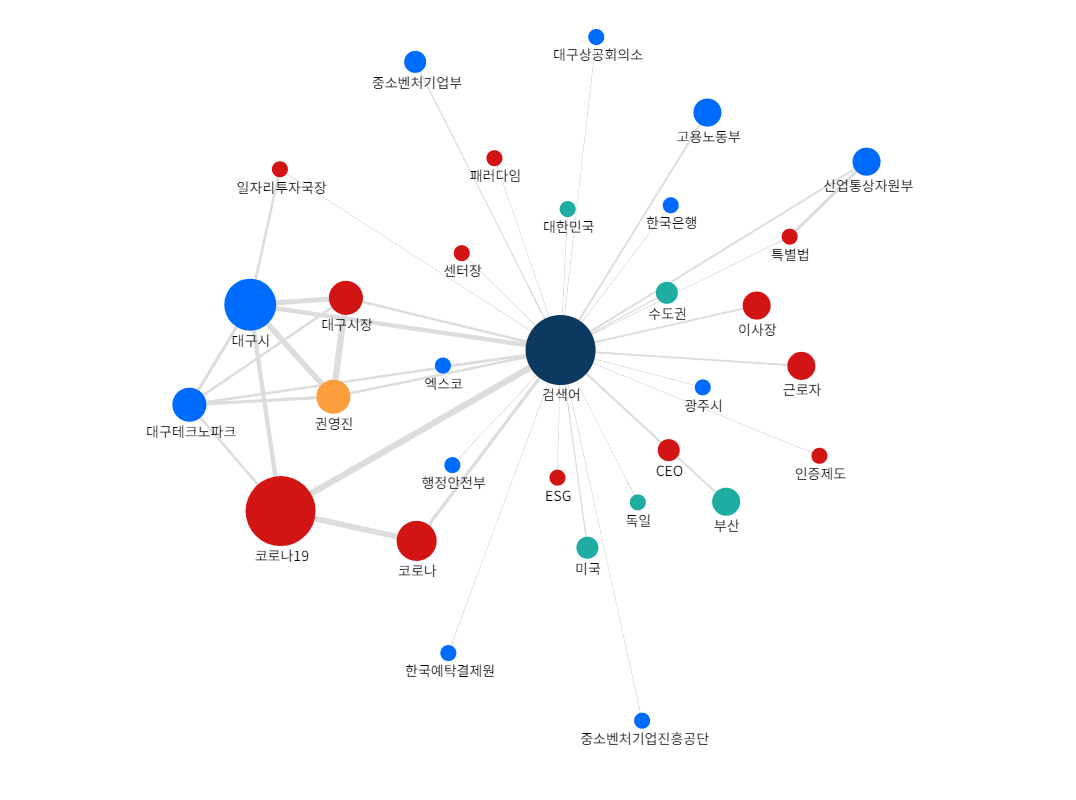 대구상공회의소
중소벤처기업부
고용노동부
패러다임
산업통상자원부
일자리투자국장
대한민국
한국은행
특별법
센터장
수도권
대구시장
이사장
대구시
엑스코
검색어
근로자
광주시
권영진
대구테크노파크
CEO
인증제도
행정안전부
ESG
독일
부산
코로나19
코로나
미국
한국예탁결제원
중소벤처기업진흥공단